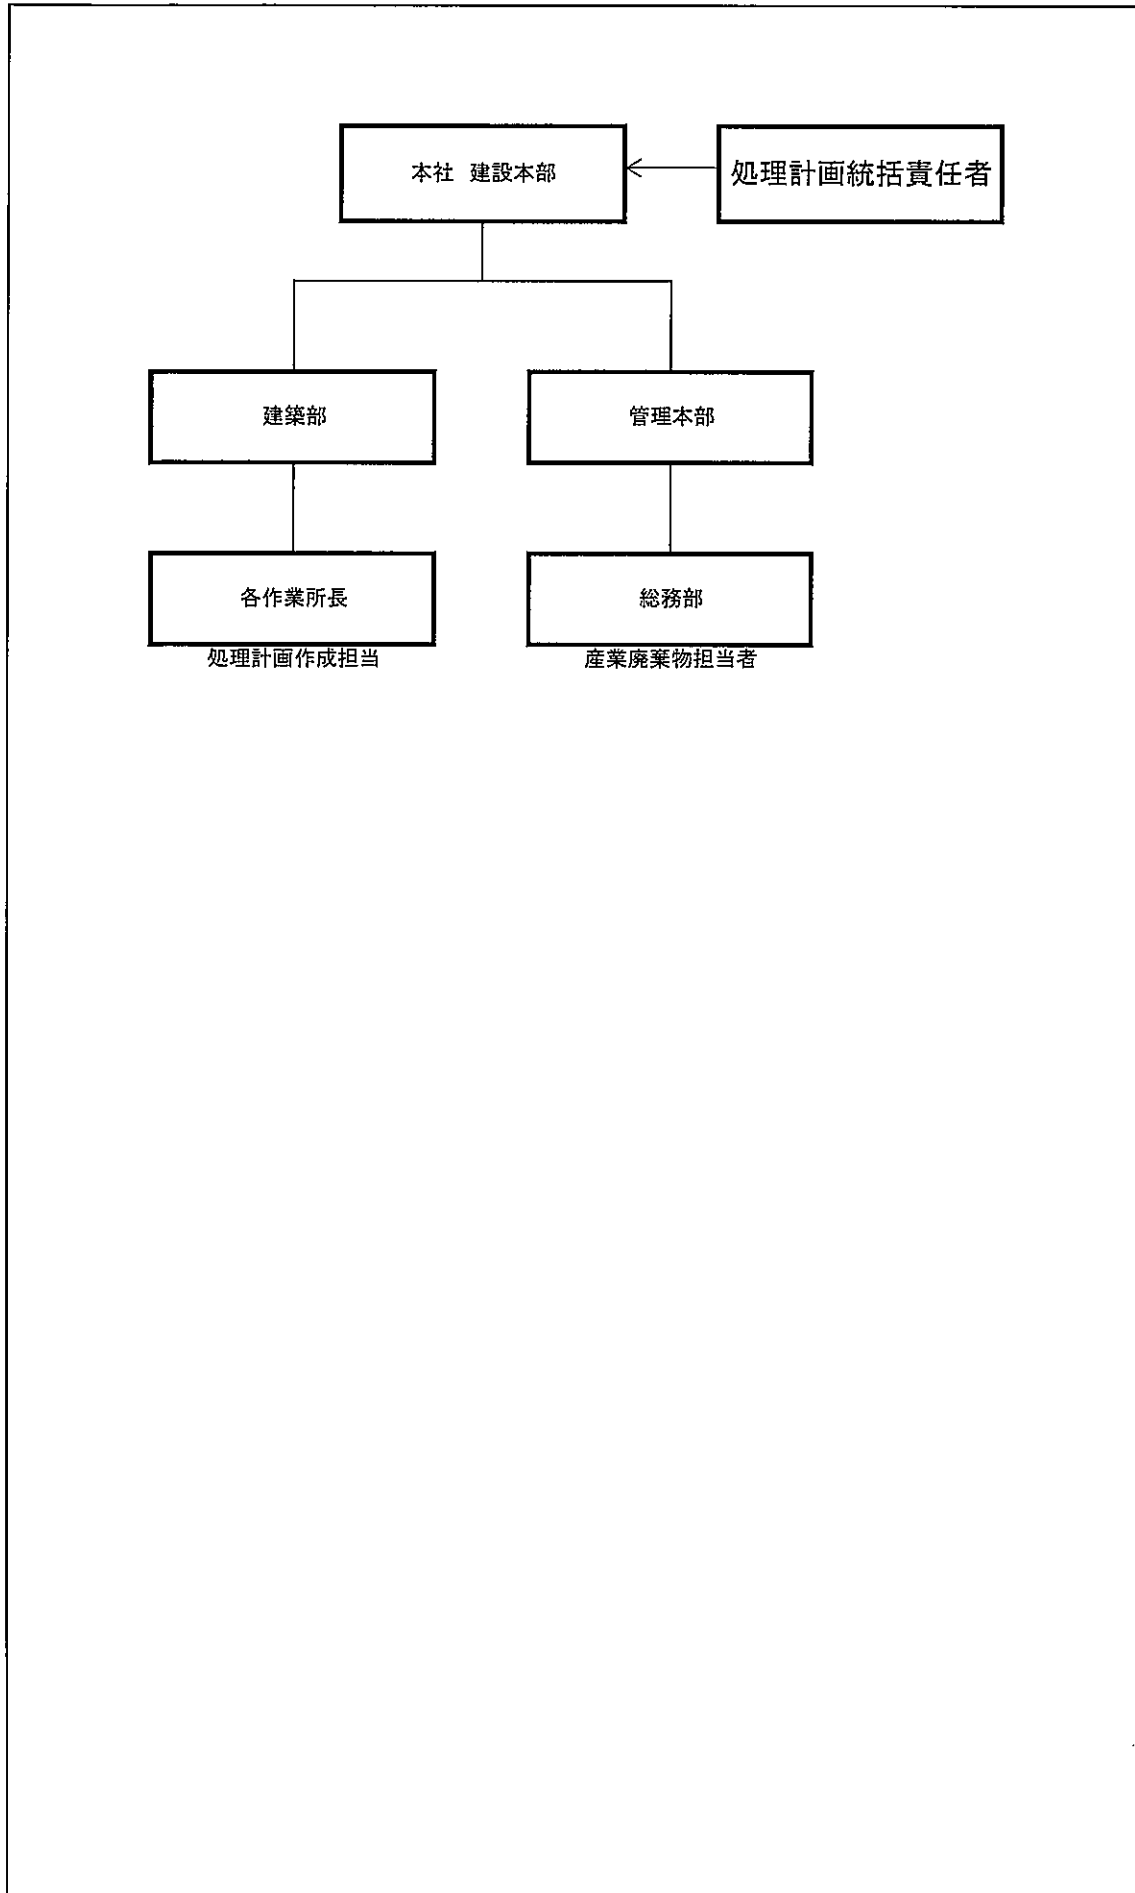 本社 建設本部
処理計画統括責任者
建築部
管理本部
各作業所長
総務部
処理計画作成担当
産業廃棄物担当者